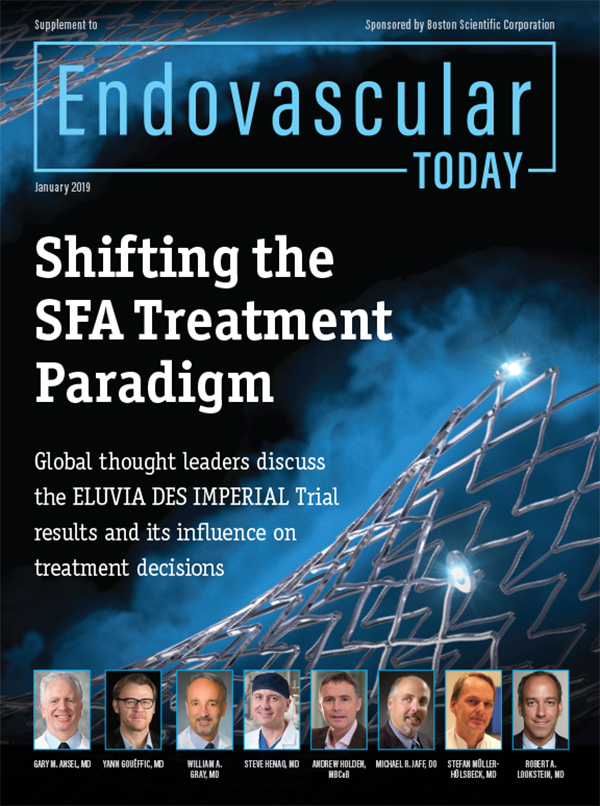 Supplement to
Sponsored by Boston Scientific Corporation
Endovascular
TODAY
January 2019
Shifting the
SFA Treatment
Paradigm
Global thought leaders discuss
the ELUVIA DES IMPERIAL Trial
results and its influence on
treatment decisions
GARY M. ANSEL, MD
YANN GOUËFFIC, MD
WILLIAM A.
GRAY, MD
STEVE HENAO, MD
ANDREW HOLDEN,
MBChB
MICHAEL R. JAFF, DO
STEFAN MÜLLER-
HÜLSBECK, MD
ROBERT A.
LOOKSTEIN, MD